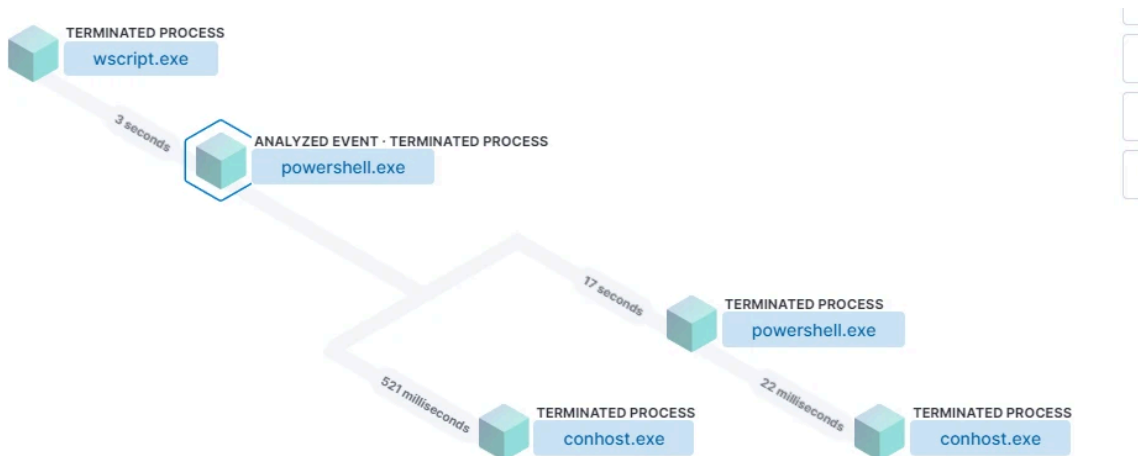 TERMINATED PROCESS
wscript.exe
3 seconds
ANALYZED EVENT · TERMINATED PROCESS
powershell.exe
17 seconds
TERMINATED PROCESS
powershell.exe
521 milliseconds
TERMINATED PROCESS
conhost.exe
22 milliseconds
TERMINATED PROCESS
conhost.exe